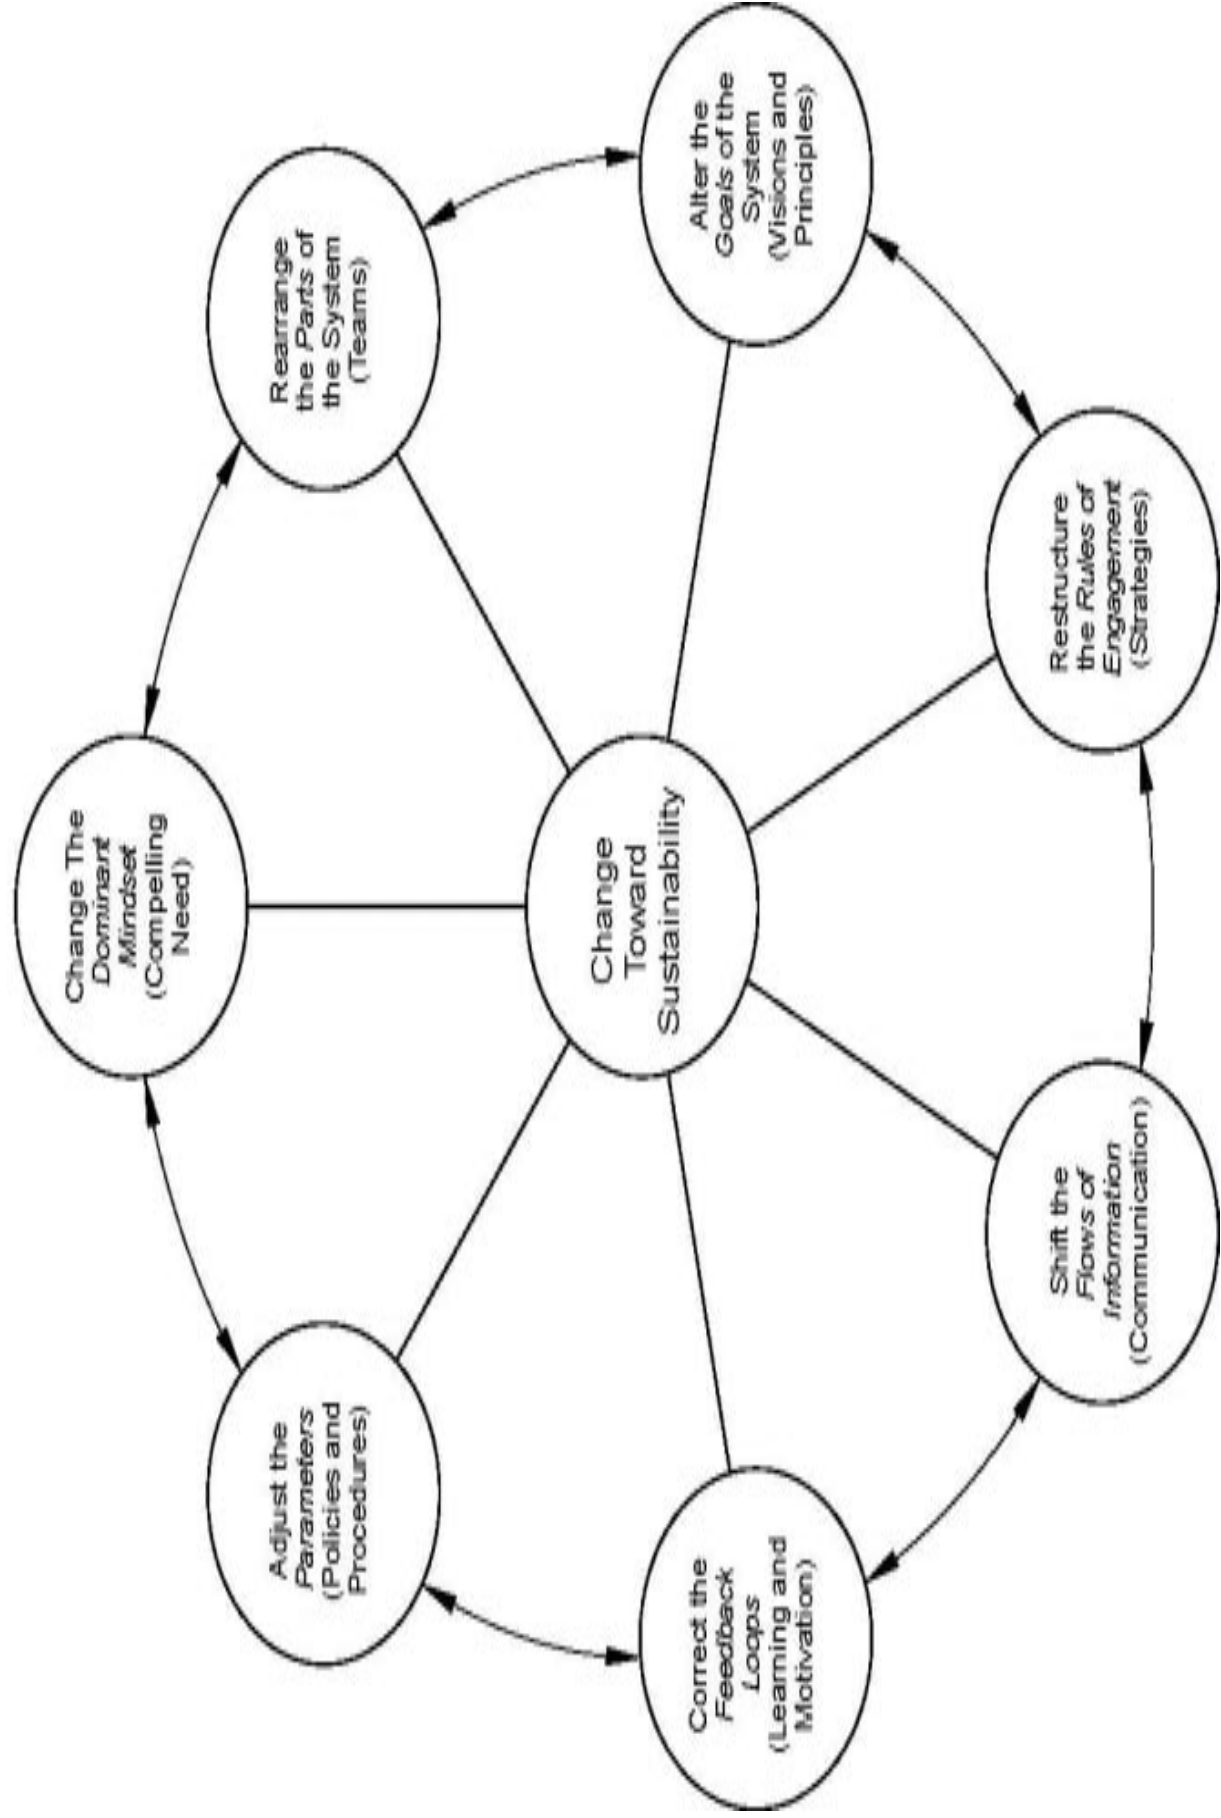 Change The
Dominant
Mindset
(Compelling
Need)
Rearrange
the Parts of
the System
(Teams)
Alter the
Goals of the
System
(Visions and
Principles)
Restructure
the Rules of
Engagement
(Strategies)
Shift the
Flows of
Information
(Communication)
Correct the
Feedback
Loops
(Learning and
Motivation)
Adjust the
Parameters
(Policies and
Procedures)
Change
Toward
Sustainability